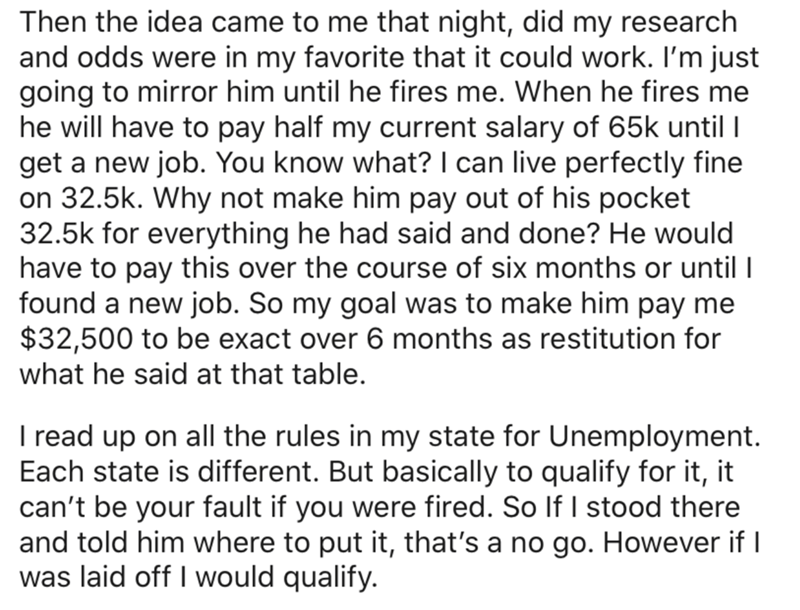 Then the idea came to me that night, did my research
and odds were in my favorite that it could work. I’m just
going to mirror him until he fires me. When he fires me
he will have to pay half my current salary of 65k until I
get a new job. You know what? I can live perfectly fine
on 32.5k. Why not make him pay out of his pocket
32.5k for everything he had said and done? He would
have to pay this over the course of six months or until I
found a new job. So my goal was to make him pay me
$32,500 to be exact over 6 months as restitution for
what he said at that table.
I read up on all the rules in my state for Unemployment.
Each state is different. But basically to qualify for it, it
can’t be your fault if you were fired. So If I stood there
and told him where to put it, that’s a no go. However if I
was laid off I would qualify.